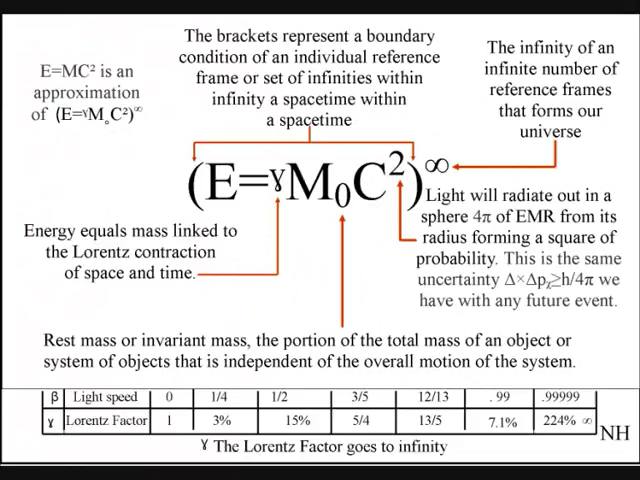 The brackets represent a boundary
condition of an individual reference
frame or set of infinities within
infinity a spacetime within
a spacetime
E=MC² is an
approximation
of (E=ɤM˳C²)∞
The infinity of an
infinite number of
reference frames
that forms our
universe
(E=ɤM₀C²)∞
Energy equals mass linked to
the Lorentz contraction
of space and time.
Light will radiate out in a
sphere 4π of EMR from its
radius forming a square of
probability. This is the same
uncertainty Δ×Δpᵪ≥h/4π we
have with any future event.
Rest mass or invariant mass, the portion of the total mass of an object or
system of objects that is independent of the overall motion of the system.
β Light speed 0 1/4 1/2 3/5 12/13 . 99 .99999
ɤ Lorentz Factor 1 3% 15% 5/4 13/5 7.1% 224% ∞
ɤ The Lorentz Factor goes to infinity
NH